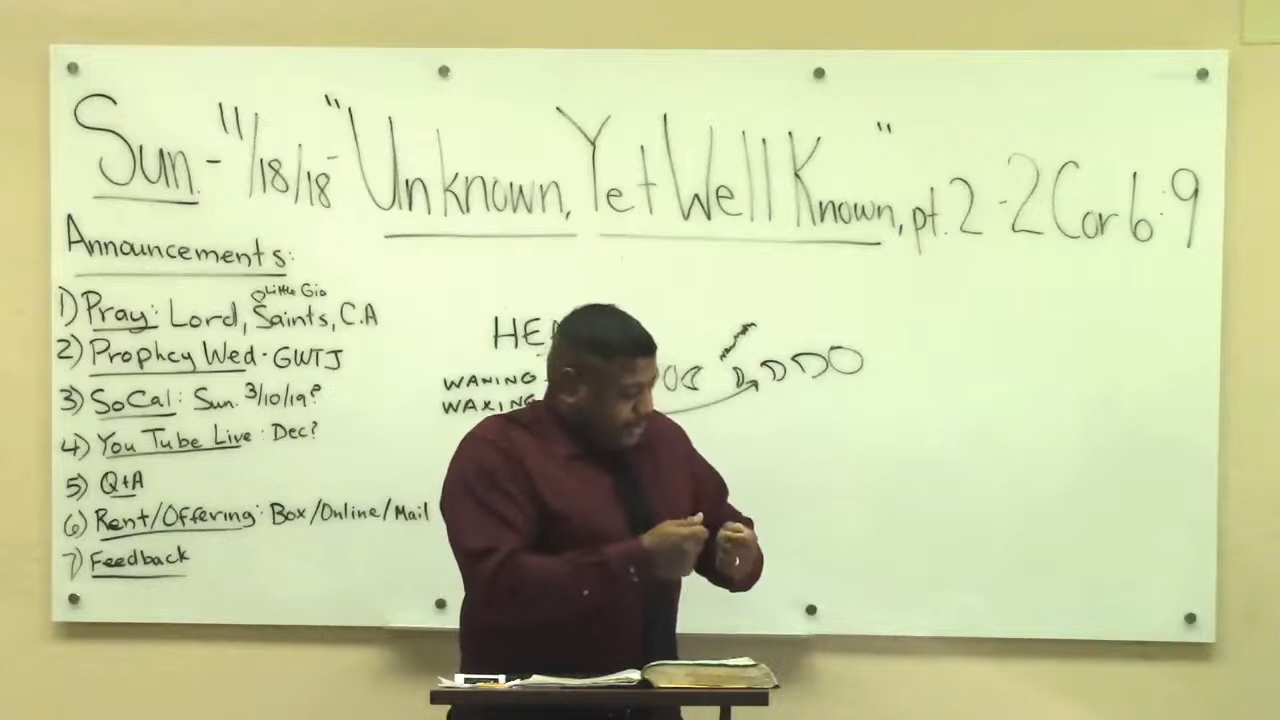 Sun. - 11/18/18 - "Unknown, Yet Well Known", pt. 2 - 2 Cor 6:9
Announcements:
Little Gio
1) Pray: Lord, Saints, C.A
2) Prophcy Wed - GWTJ
3) SoCal: Sun. 3/10/19?
4) You Tube Live: Dec?
5) Q+A
6) Rent/Offering: Box/Online/Mail
7) Feedback
WANING
WAXING